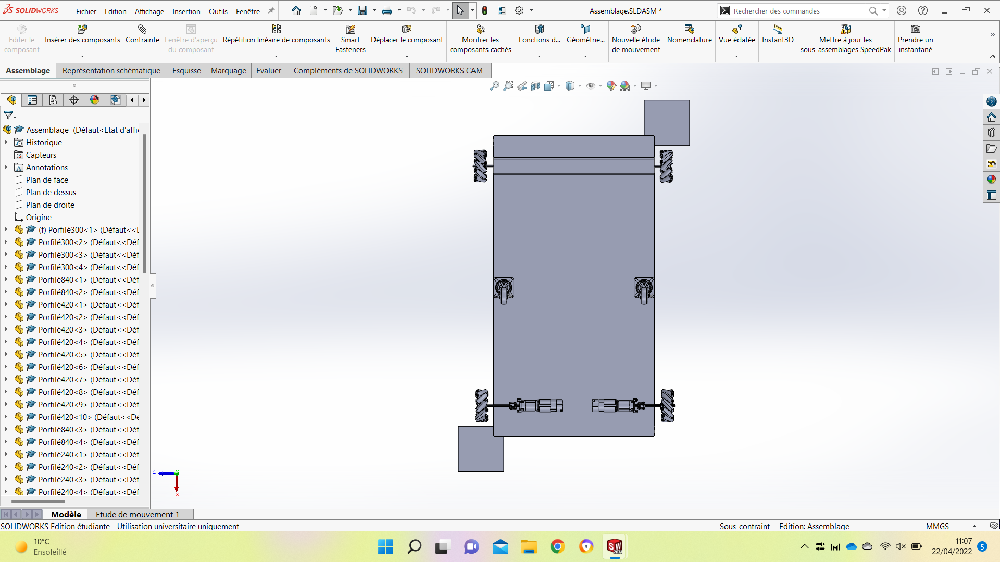 SOLIDWORKS Fichier Edition Affichage Insertion Outils Fenêtre Assemblage.SLDASM * Rechercher des commandes
Editer le composant
Insérer des composants
Contrainte
Fenêtre d'aperçu du composant
Répétition linéaire de composants
Smart Fasteners
Déplacer le composant
Montrer les composants cachés
Fonctions d...
Géométrie...
Nouvelle étude de mouvement
Nomenclature
Vue éclatée
Instant3D
Mettre à jour les sous-assemblages SpeedPak
Prendre un instantané
Assemblage Représentation schématique Esquisse Marquage Evaluer Compléments de SOLIDWORKS SOLIDWORKS CAM
Assemblage (Défaut<Etat d'affi
Historique
Capteurs
Annotations
Plan de face
Plan de dessus
Plan de droite
Origine
(f) Porfilé300<1> (Défaut<<D
Porfilé300<2> (Défaut<<Déf
Porfilé300<3> (Défaut<<Déf
Porfilé300<4> (Défaut<<Déf
Porfilé840<1> (Défaut<<Déf
Porfilé840<2> (Défaut<<Déf
Porfilé420<1> (Défaut<<Déf
Porfilé420<2> (Défaut<<Déf
Porfilé420<3> (Défaut<<Déf
Porfilé420<4> (Défaut<<Déf
Porfilé420<5> (Défaut<<Déf
Porfilé420<6> (Défaut<<Déf
Porfilé420<7> (Défaut<<Déf
Porfilé420<8> (Défaut<<Déf
Porfilé420<9> (Défaut<<Déf
Porfilé420<10> (Défaut<<De
Porfilé840<3> (Défaut<<Déf
Porfilé840<4> (Défaut<<Déf
Porfilé240<1> (Défaut<<Déf
Porfilé240<2> (Défaut<<Déf
Porfilé240<3> (Défaut<<Déf
Porfilé240<4> (Défaut<<Déf
Z
Y
X
Modèle Etude de mouvement 1
SOLIDWORKS Edition étudiante - Utilisation universitaire uniquement Sous-contraint Edition: Assemblage MMGS
10°C
Ensoleillé
SW
2021
11:07
22/04/2022
5